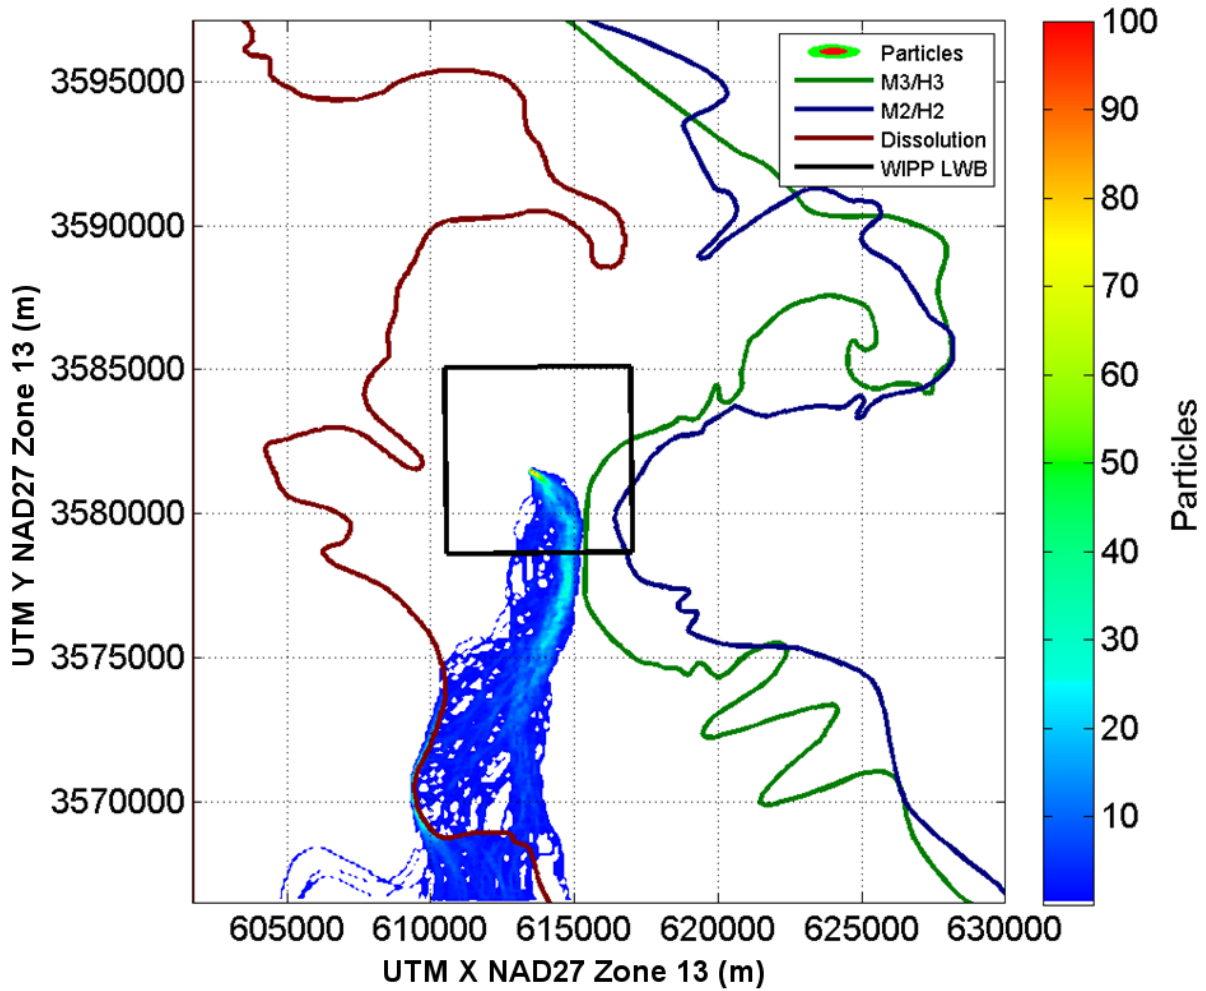 Particles
M3/H3
M2/H2
Dissolution
WIPP LWB
3595000
3590000
3585000
3580000
3575000
3570000
UTM Y NAD27 Zone 13 (m)
605000 610000 615000 620000 625000 630000
UTM X NAD27 Zone 13 (m)
100
90
80
70
60
50
40
30
20
10
Particles